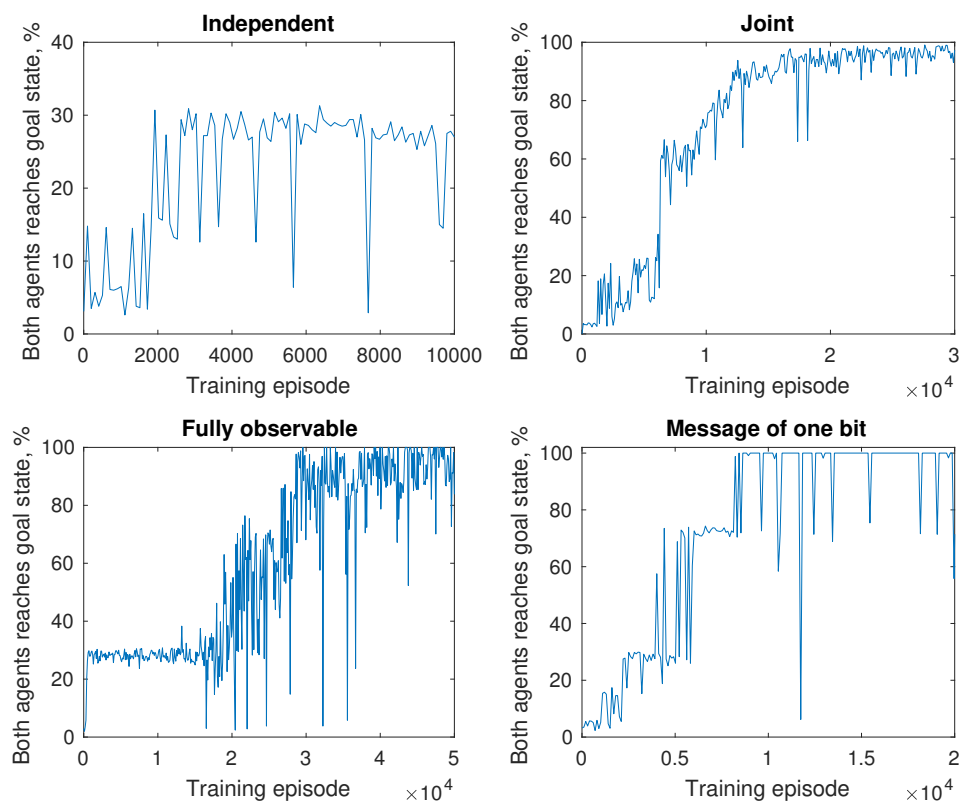 Independent
Both agents reaches goal state, %
40
30
20
10
0
0 2000 4000 6000 8000 10000
Training episode
Joint
Both agents reaches goal state, %
100
80
60
40
20
0
0 1 2 3
Training episode ×10^4
Fully observable
Both agents reaches goal state, %
100
80
60
40
20
0
0 1 2 3 4 5
Training episode ×10^4
Message of one bit
Both agents reaches goal state, %
100
80
60
40
20
0
0 0.5 1 1.5 2
Training episode ×10^4